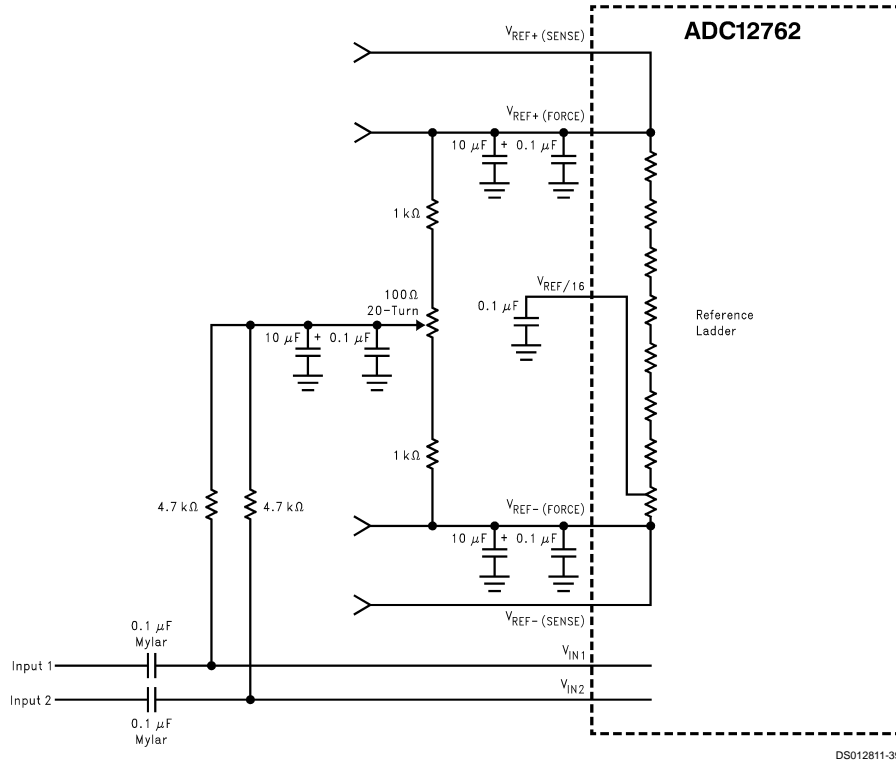 ADC12762
VREF+ (SENSE)
VREF+ (FORCE)
10 μF + 0.1 μF
1 kΩ
VREF/16
0.1 μF
100Ω
20-Turn
Reference
Ladder
10 μF + 0.1 μF
1 kΩ
4.7 kΩ
4.7 kΩ
VREF- (FORCE)
10 μF + 0.1 μF
VREF- (SENSE)
0.1 μF
Mylar
Input 1
VIN1
Input 2
VIN2
0.1 μF
Mylar